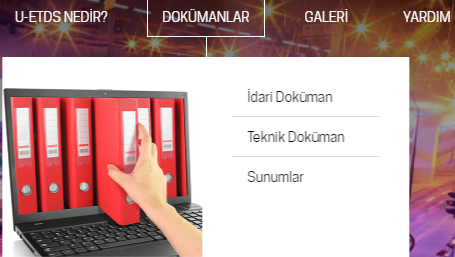 U-ETDS NEDİR? DOKÜMANLAR GALERİ YARDIM
İdari Doküman
Teknik Doküman
Sunumlar